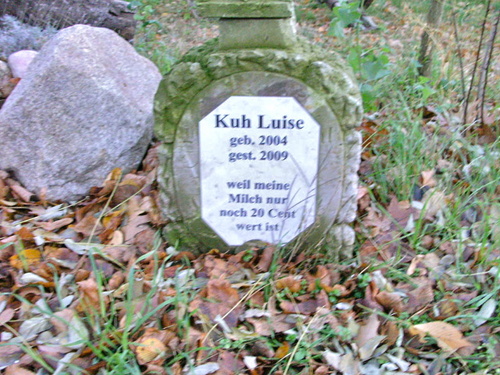 Kuh Luise
geb. 2004
gest. 2009
weil meine
Milch nur
noch 20 Cent
wert ist